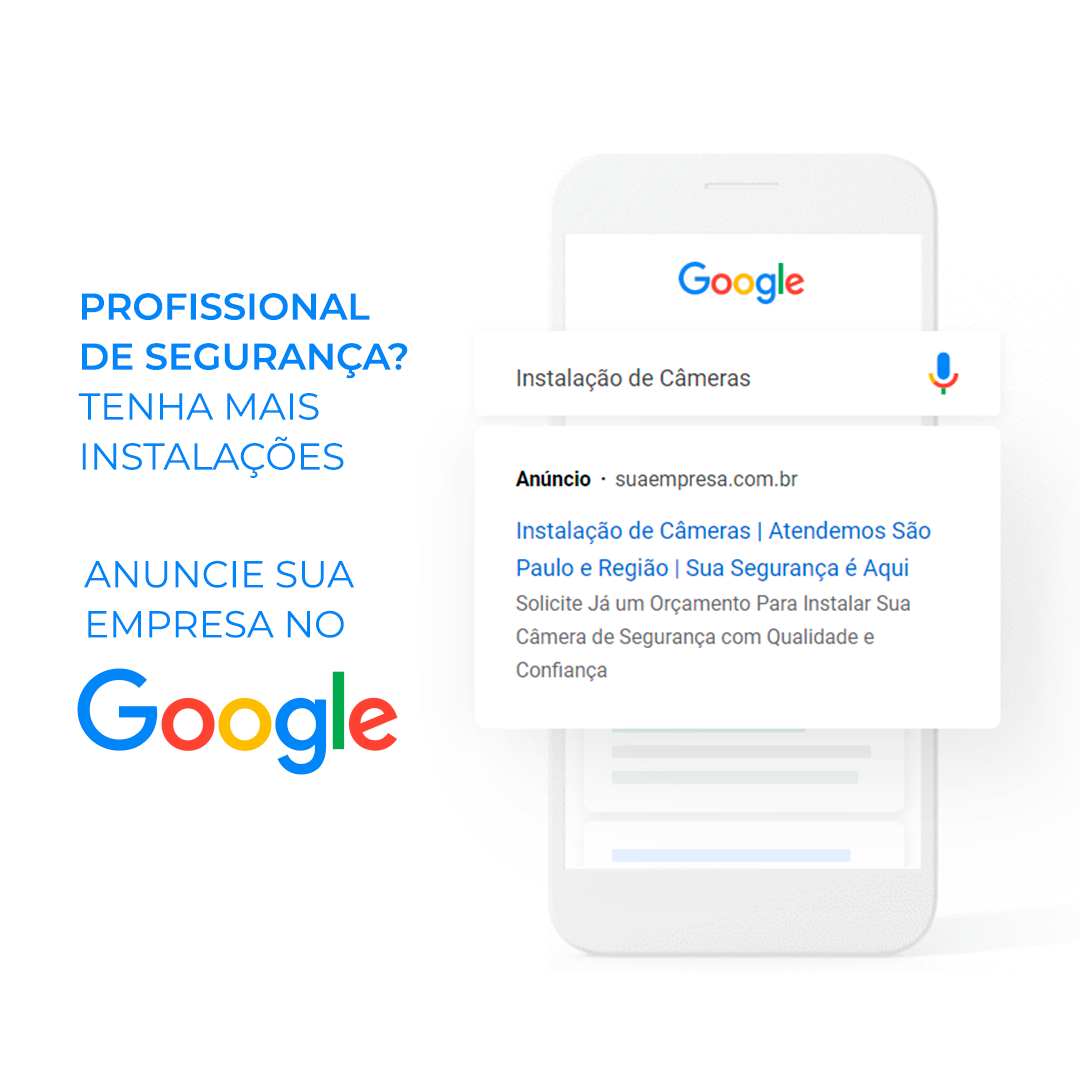 PROFISSIONAL
DE SEGURANÇA?
TENHA MAIS
INSTALAÇÕES
ANUNCIE SUA
EMPRESA NO
Google
Google
Instalação de Câmeras
Anúncio · suaempresa.com.br
Instalação de Câmeras | Atendemos São
Paulo e Região | Sua Segurança é Aqui
Solicite Já um Orçamento Para Instalar Sua
Câmera de Segurança com Qualidade e
Confiança